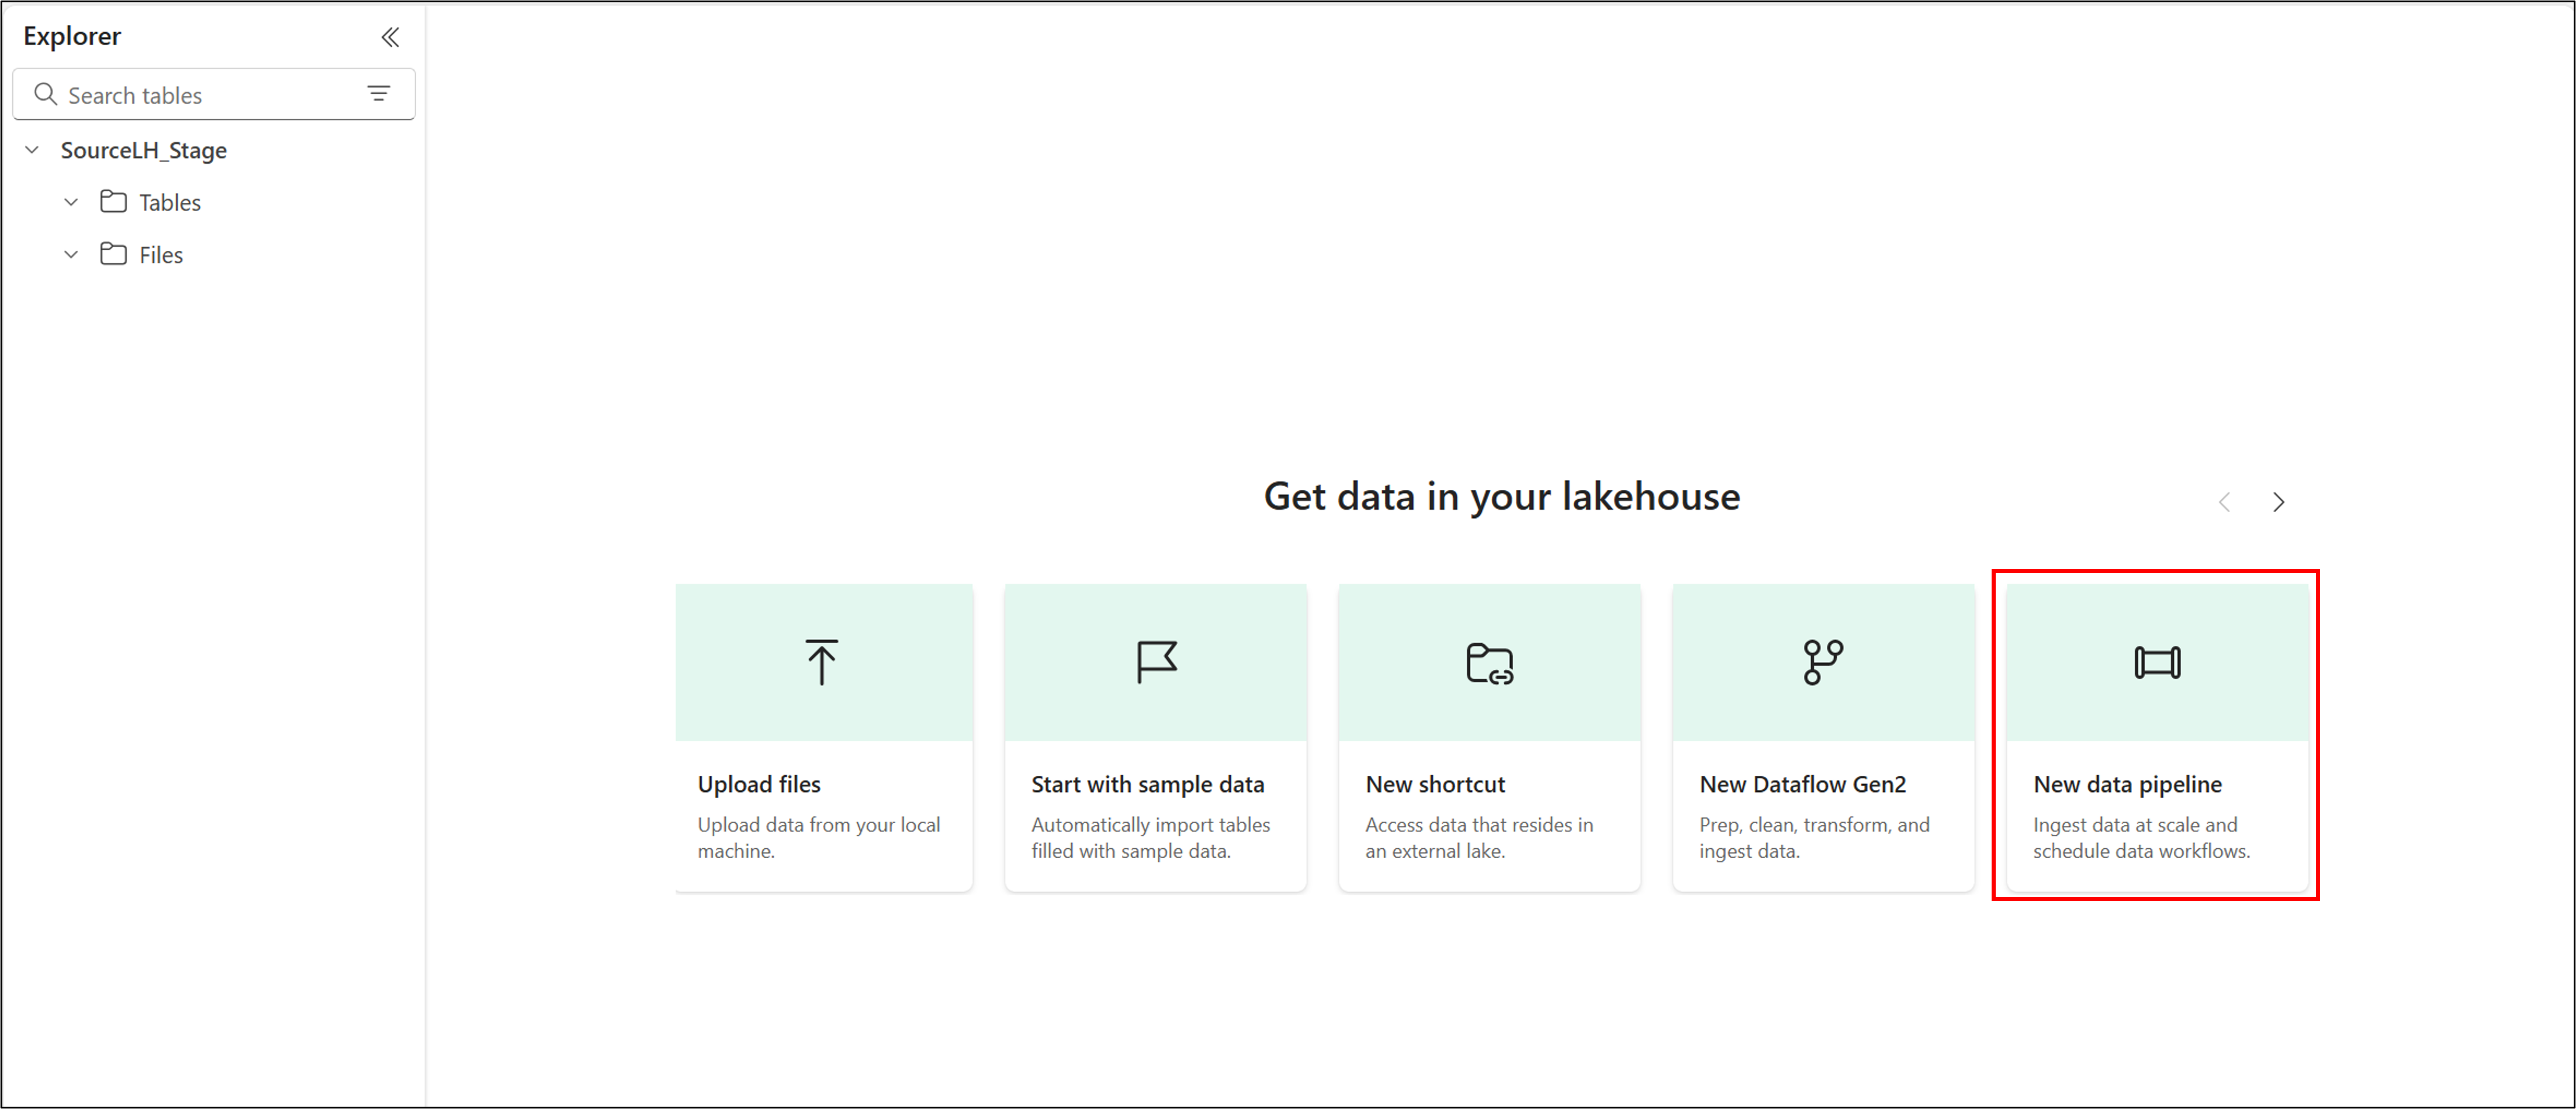 Explorer
Search tables
SourceLH_Stage
Tables
Files
Get data in your lakehouse
Upload files
Upload data from your local
machine.
Start with sample data
Automatically import tables
filled with sample data.
New shortcut
Access data that resides in
an external lake.
New Dataflow Gen2
Prep, clean, transform, and
ingest data.
New data pipeline
Ingest data at scale and
schedule data workflows.